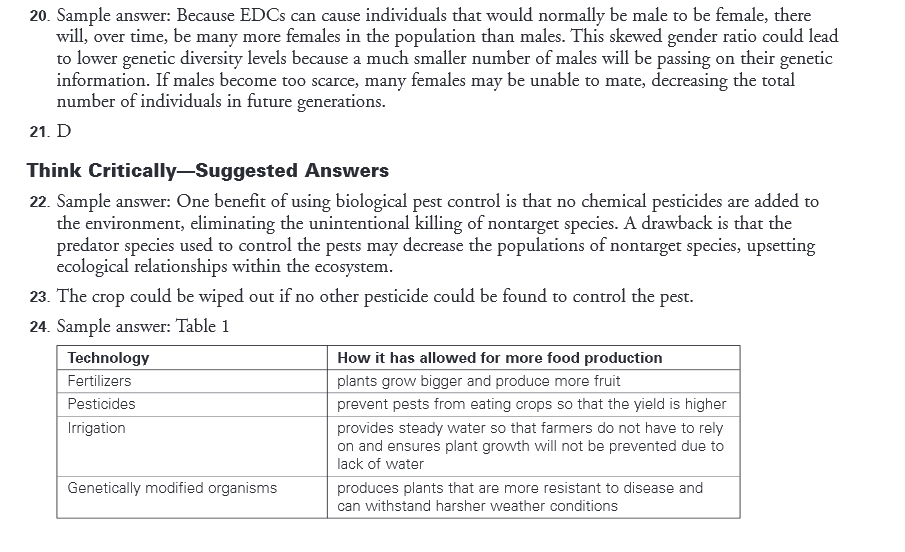 20. Sample answer: Because EDCs can cause individuals that would normally be male to be female, there
will, over time, be many more females in the population than males. This skewed gender ratio could lead
to lower genetic diversity levels because a much smaller number of males will be passing on their genetic
information. If males become too scarce, many females may be unable to mate, decreasing the total
number of individuals in future generations.
21. D
Think Critically—Suggested Answers
22. Sample answer: One benefit of using biological pest control is that no chemical pesticides are added to
the environment, eliminating the unintentional killing of nontarget species. A drawback is that the
predator species used to control the pests may decrease the populations of nontarget species, upsetting
ecological relationships within the ecosystem.
23. The crop could be wiped out if no other pesticide could be found to control the pest.
24. Sample answer: Table 1
Technology How it has allowed for more food production
Fertilizers plants grow bigger and produce more fruit
Pesticides prevent pests from eating crops so that the yield is higher
Irrigation provides steady water so that farmers do not have to rely
on and ensures plant growth will not be prevented due to
lack of water
Genetically modified organisms produces plants that are more resistant to disease and
can withstand harsher weather conditions